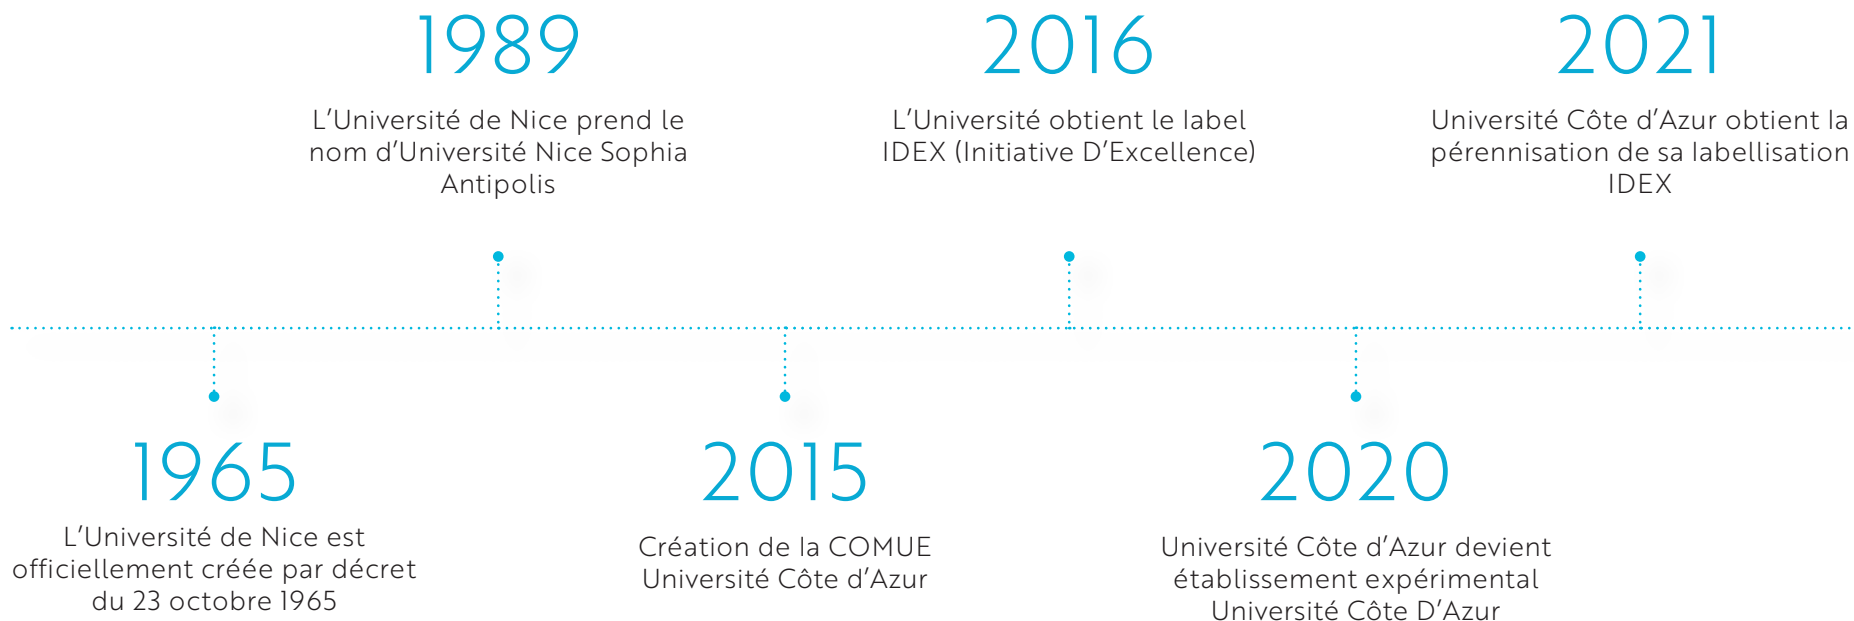 1989
L'Université de Nice prend le
nom d'Université Nice Sophia
Antipolis
2016
L'Université obtient le label
IDEX (Initiative D'Excellence)
2021
Université Côte d'Azur obtient la
pérennisation de sa labellisation
IDEX
1965
L'Université de Nice est
officiellement créée par décret
du 23 octobre 1965
2015
Création de la COMUE
Université Côte d'Azur
2020
Université Côte d'Azur devient
établissement expérimental
Université Côte D'Azur